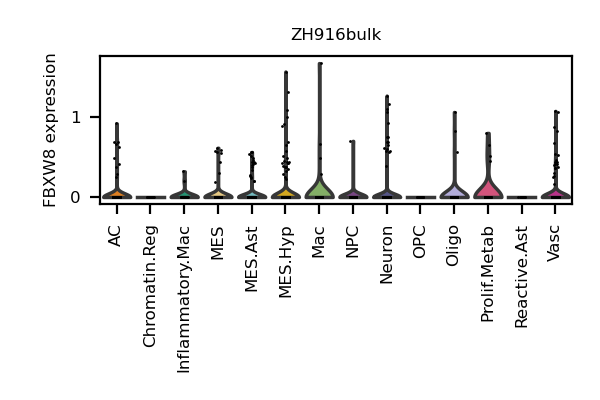 ZH916bulk
FBXW8 expression
1
0
AC
Chromatin.Reg
Inflammatory.Mac
MES
MES.Ast
MES.Hyp
Mac
NPC
Neuron
OPC
Oligo
Prolif.Metab
Reactive.Ast
Vasc